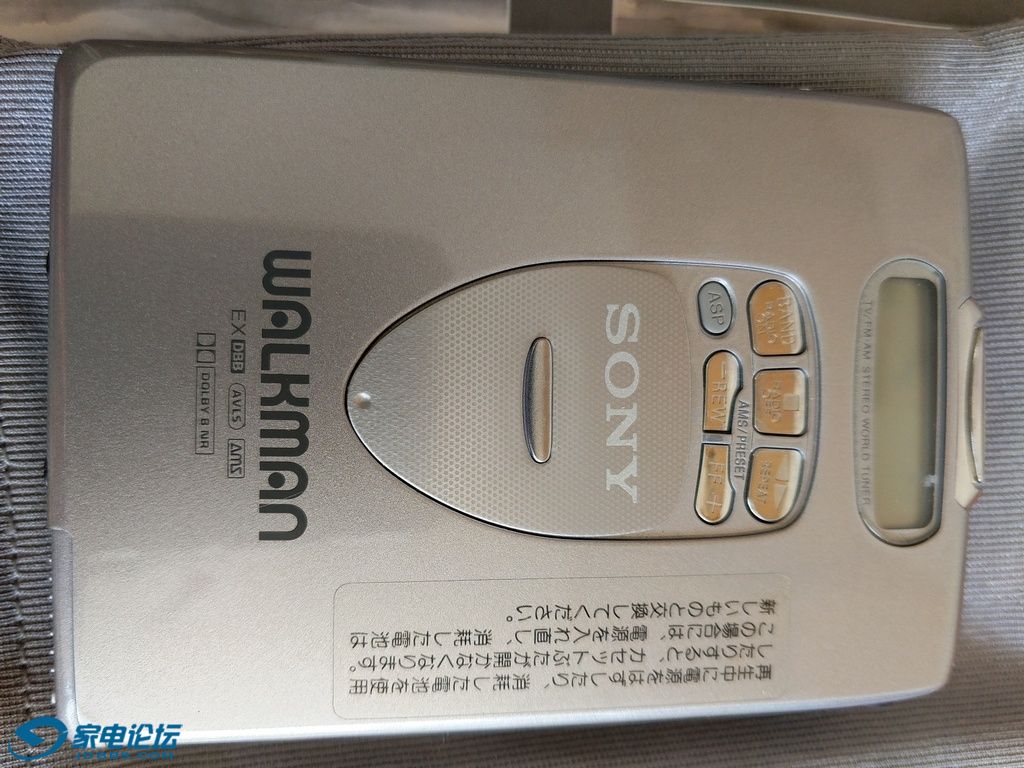 TV/FM/AM STEREO WORLD TUNER
BAND
RADIO ON
RADIO OFF
REPEAT
AMS/PRESET
ASP
−REW
FF+
SONY
WALKMAN
EX DBB AVLS AMS
DOLBY B NR
再生中に電源をはずしたり、消耗した電池を使用
したりすると、カセットぶたが開かなくなります。
この場合には、電源を入れ直し、消耗した電池は
新しいものと交換してください。
家电论坛